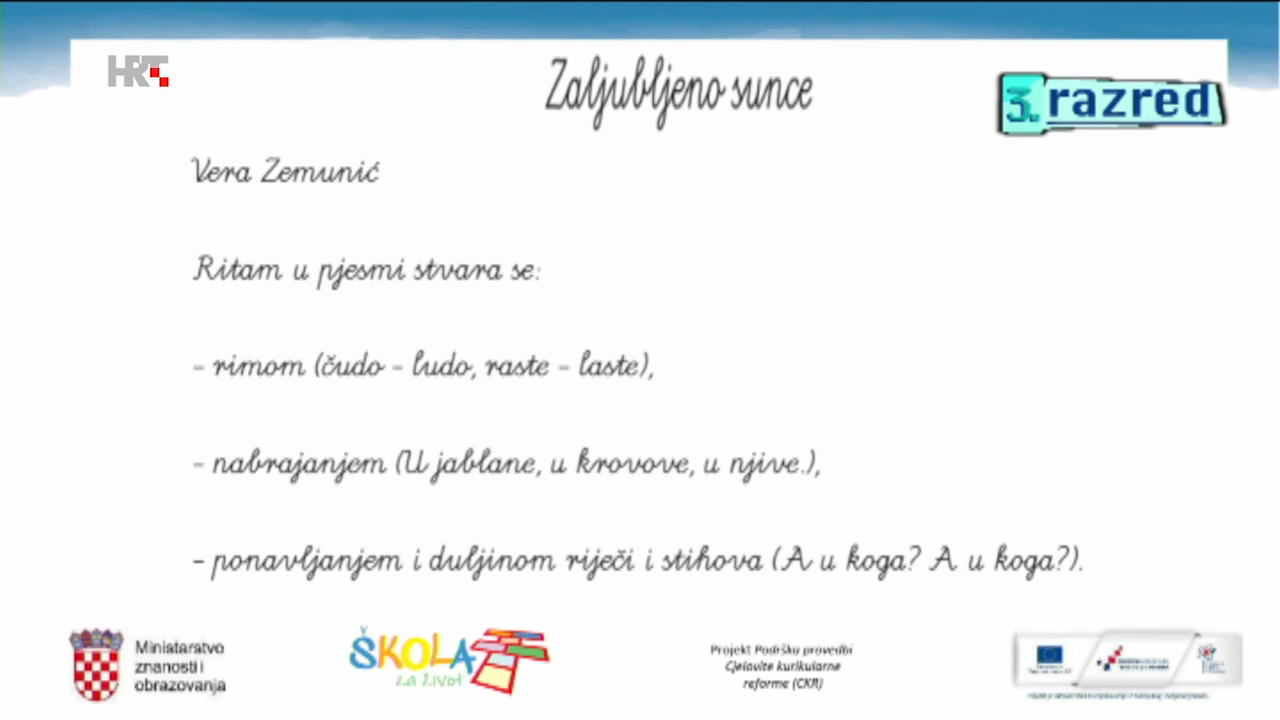 HRT
Zaljubljeno sunce
3. razred
Vera Zemunić
Ritam u pjesmi stvara se:
- rimom (čudo - ludo, raste - laste),
- nabrajanjem (U jablane, u krovove, u njive.),
- ponavljanjem i duljinom riječi i stihova (A u koga? A u koga?).
Ministarstvo
znanosti i
obrazovanja
ŠKOLA
za život
Projekt Podrška provedbi
Cjelovite kurikularne
reforme (CKR)